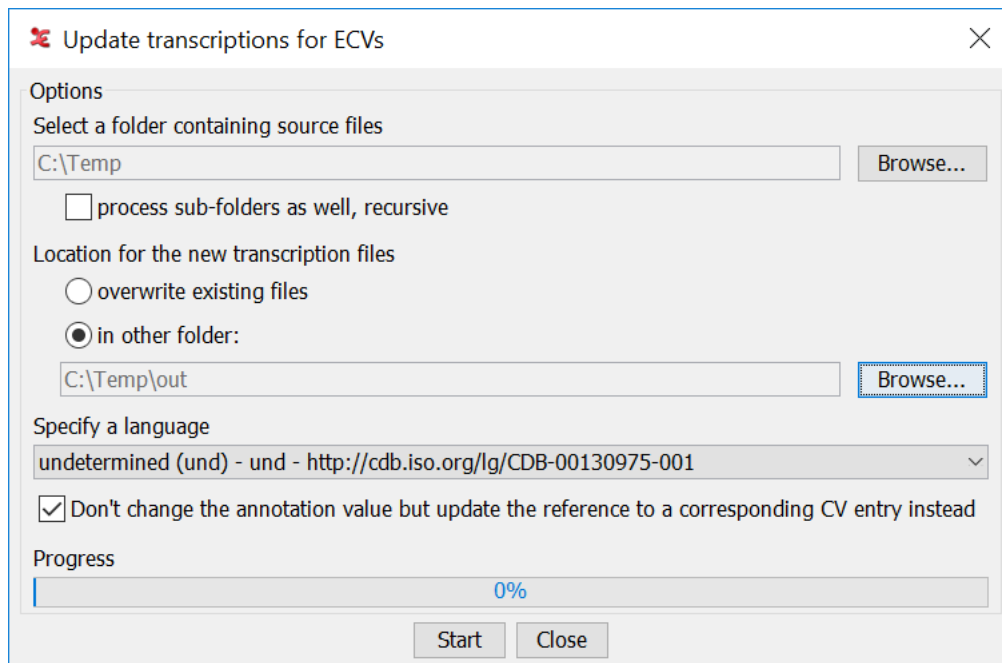 Update transcriptions for ECVs
Options
Select a folder containing source files
C:\Temp
Browse...
process sub-folders as well, recursive
Location for the new transcription files
overwrite existing files
in other folder:
C:\Temp\out
Browse...
Specify a language
undetermined (und) - und - http://cdb.iso.org/lg/CDB-00130975-001
Don't change the annotation value but update the reference to a corresponding CV entry instead
Progress
0%
Start Close